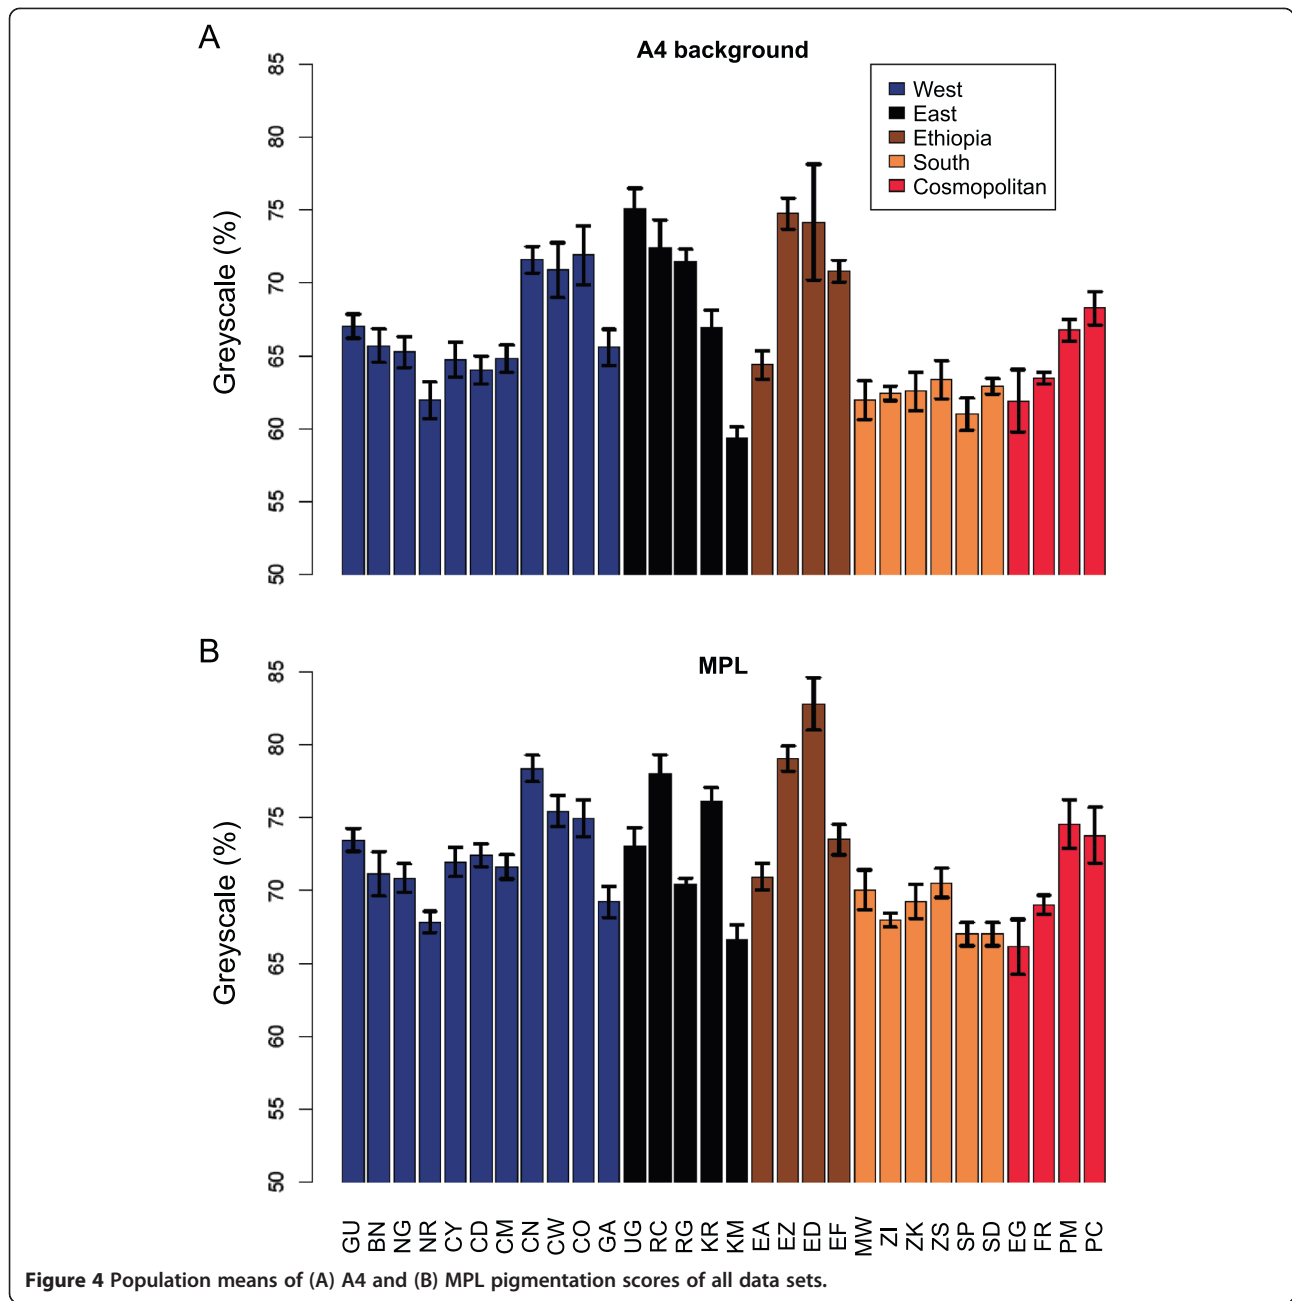 A
A4 background
West
East
Ethiopia
South
Cosmopolitan
Greyscale (%)
85
80
75
70
65
60
55
50
B
MPL
Greyscale (%)
85
80
75
70
65
60
55
50
GU BN NG NR CY CD CM CN CW CO GA UG RC RG KR KM EA EZ ED EF MW ZI ZK ZS SP SD EG FR PM PC
Figure 4 Population means of (A) A4 and (B) MPL pigmentation scores of all data sets.